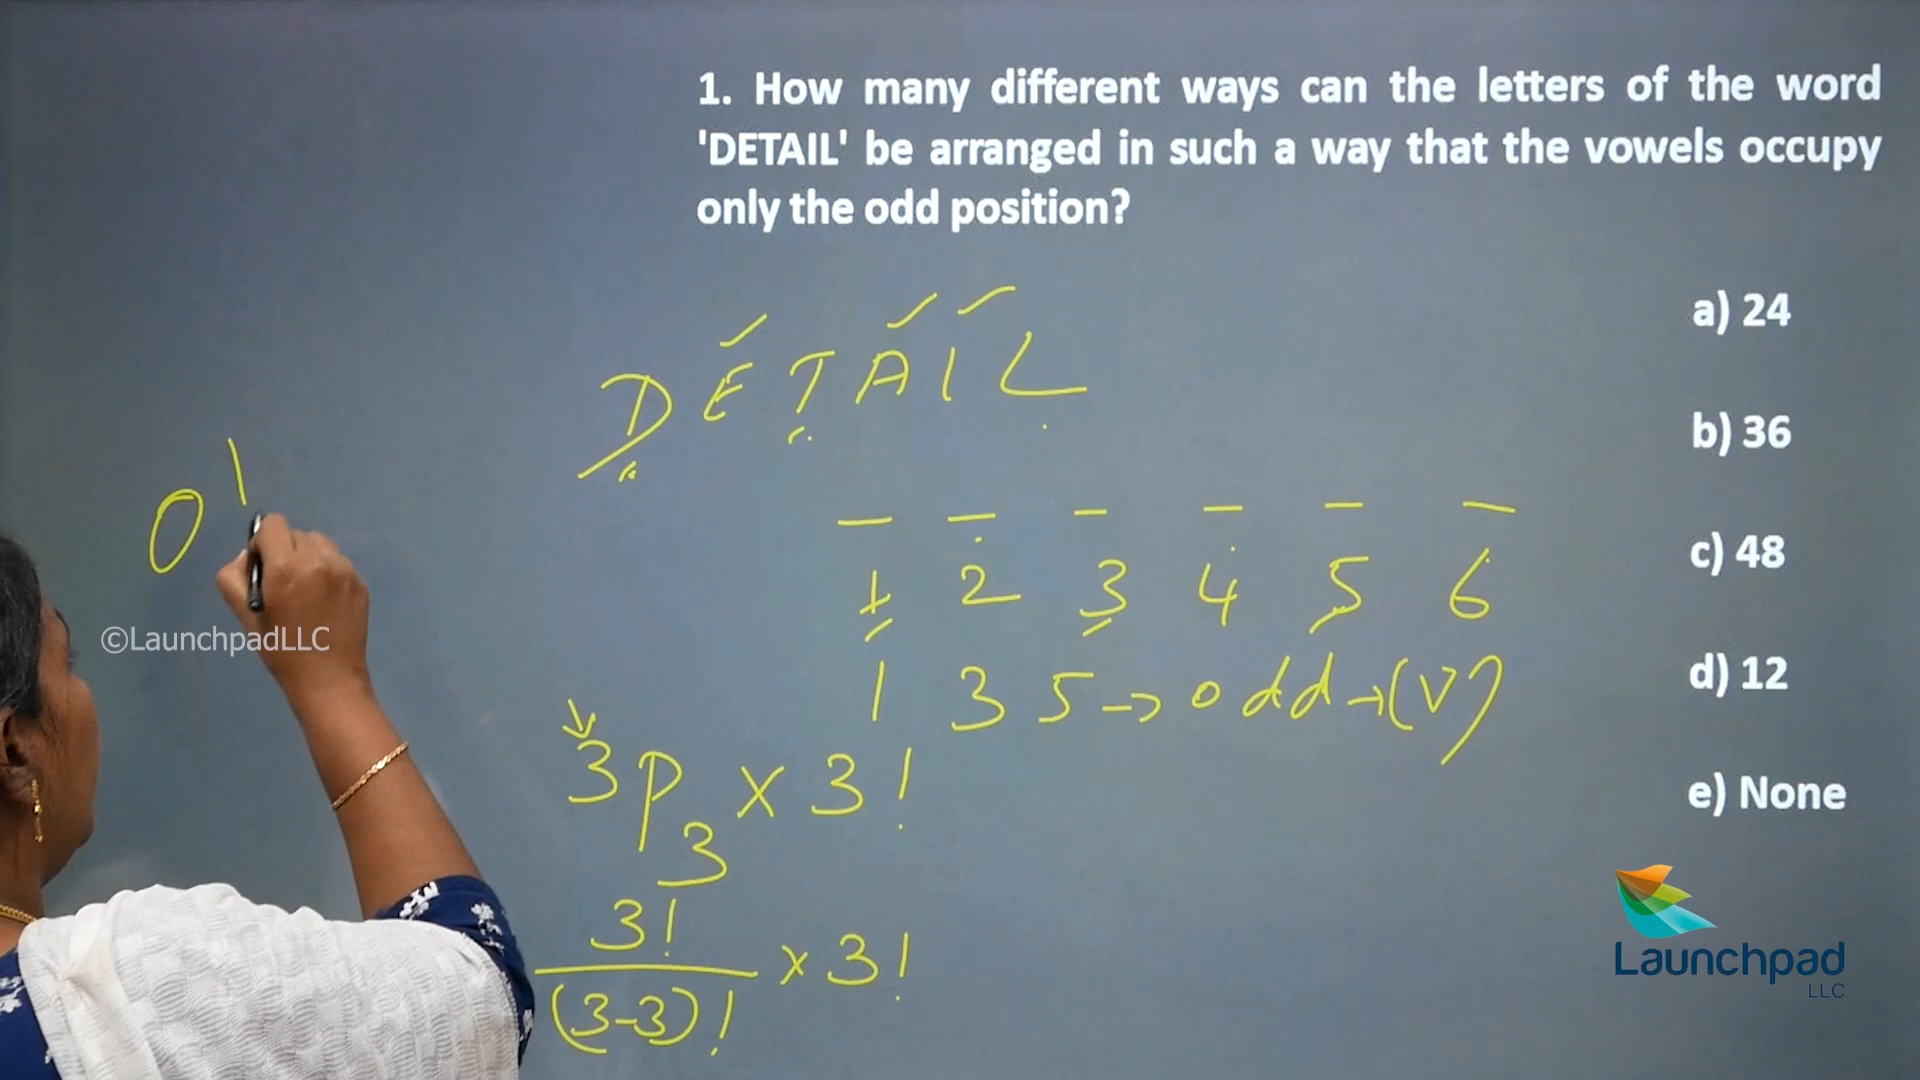 1. How many different ways can the letters of the word
'DETAIL' be arranged in such a way that the vowels occupy
only the odd position?
a) 24
b) 36
c) 48
d) 12
e) None
DETAIL
1 2 3 4 5 6
1 3 5 → odd → (V)
3P3 × 3!
3!
(3-3)! × 3!
0!
©LaunchpadLLC
Launchpad
LLC